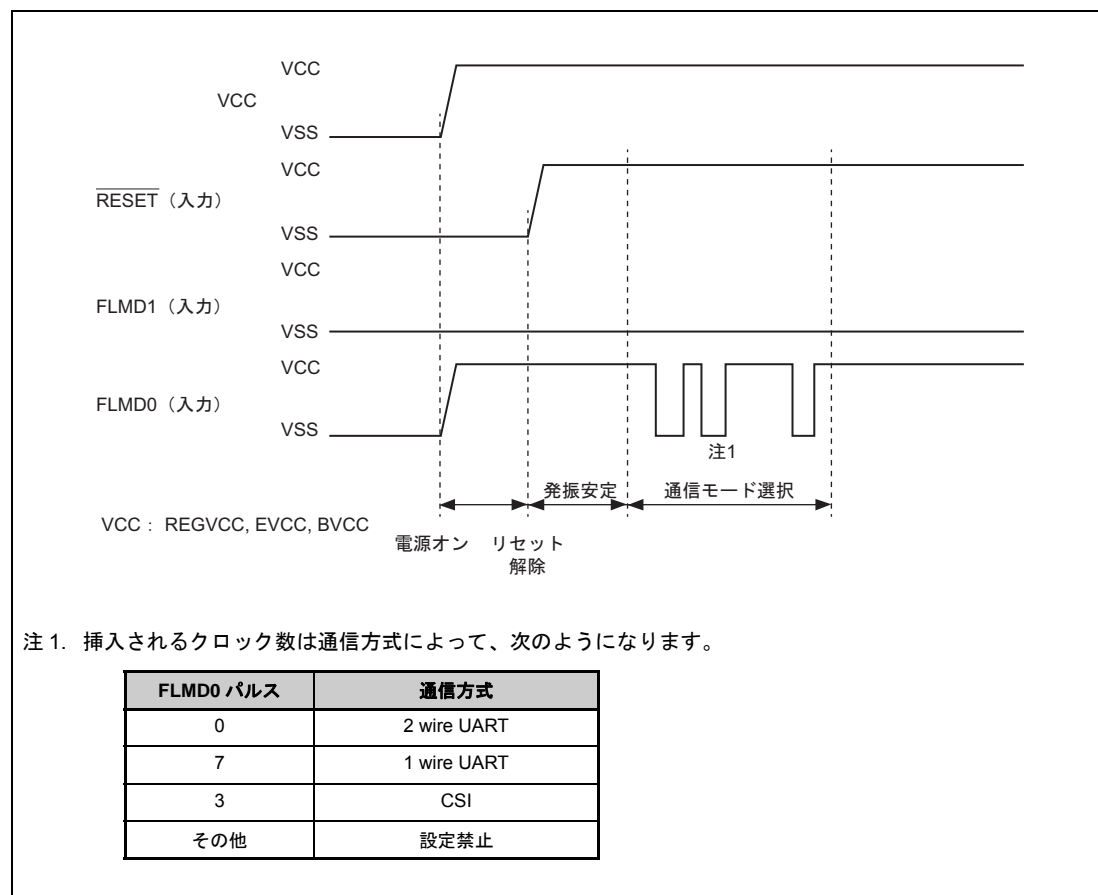 VCC
VCC
VSS
VCC
RESET（入力）
VSS
VCC
FLMD1（入力）
VSS
VCC
FLMD0（入力）
VSS
注1
発振安定
通信モード選択
VCC： REGVCC, EVCC, BVCC
電源オン
リセット
解除
注 1. 挿入されるクロック数は通信方式によって、次のようになります。
FLMD0 パルス 通信方式
0 2 wire UART
7 1 wire UART
3 CSI
その他 設定禁止